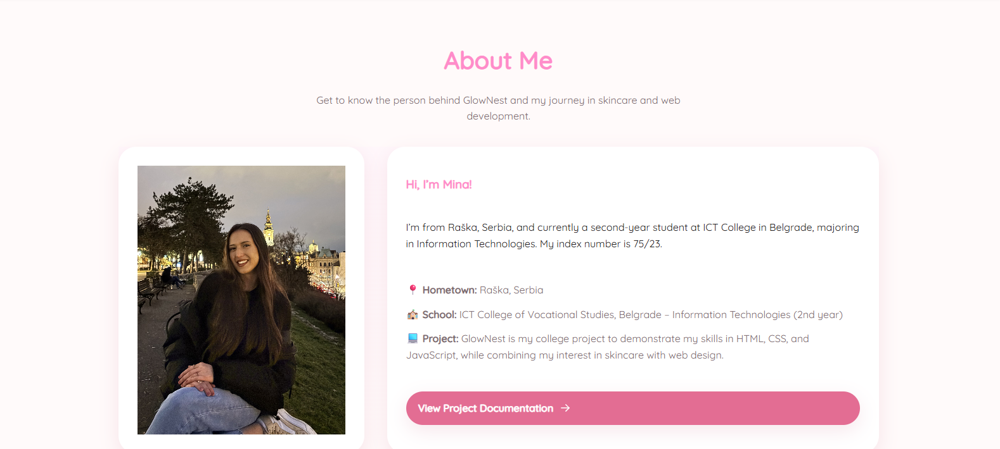 About Me
Get to know the person behind GlowNest and my journey in skincare and web
development.
Hi, I’m Mina!
I’m from Raška, Serbia, and currently a second-year student at ICT College in Belgrade, majoring
in Information Technologies. My index number is 75/23.
📍 Hometown: Raška, Serbia
🏫 School: ICT College of Vocational Studies, Belgrade – Information Technologies (2nd year)
💻 Project: GlowNest is my college project to demonstrate my skills in HTML, CSS, and
JavaScript, while combining my interest in skincare with web design.
View Project Documentation →